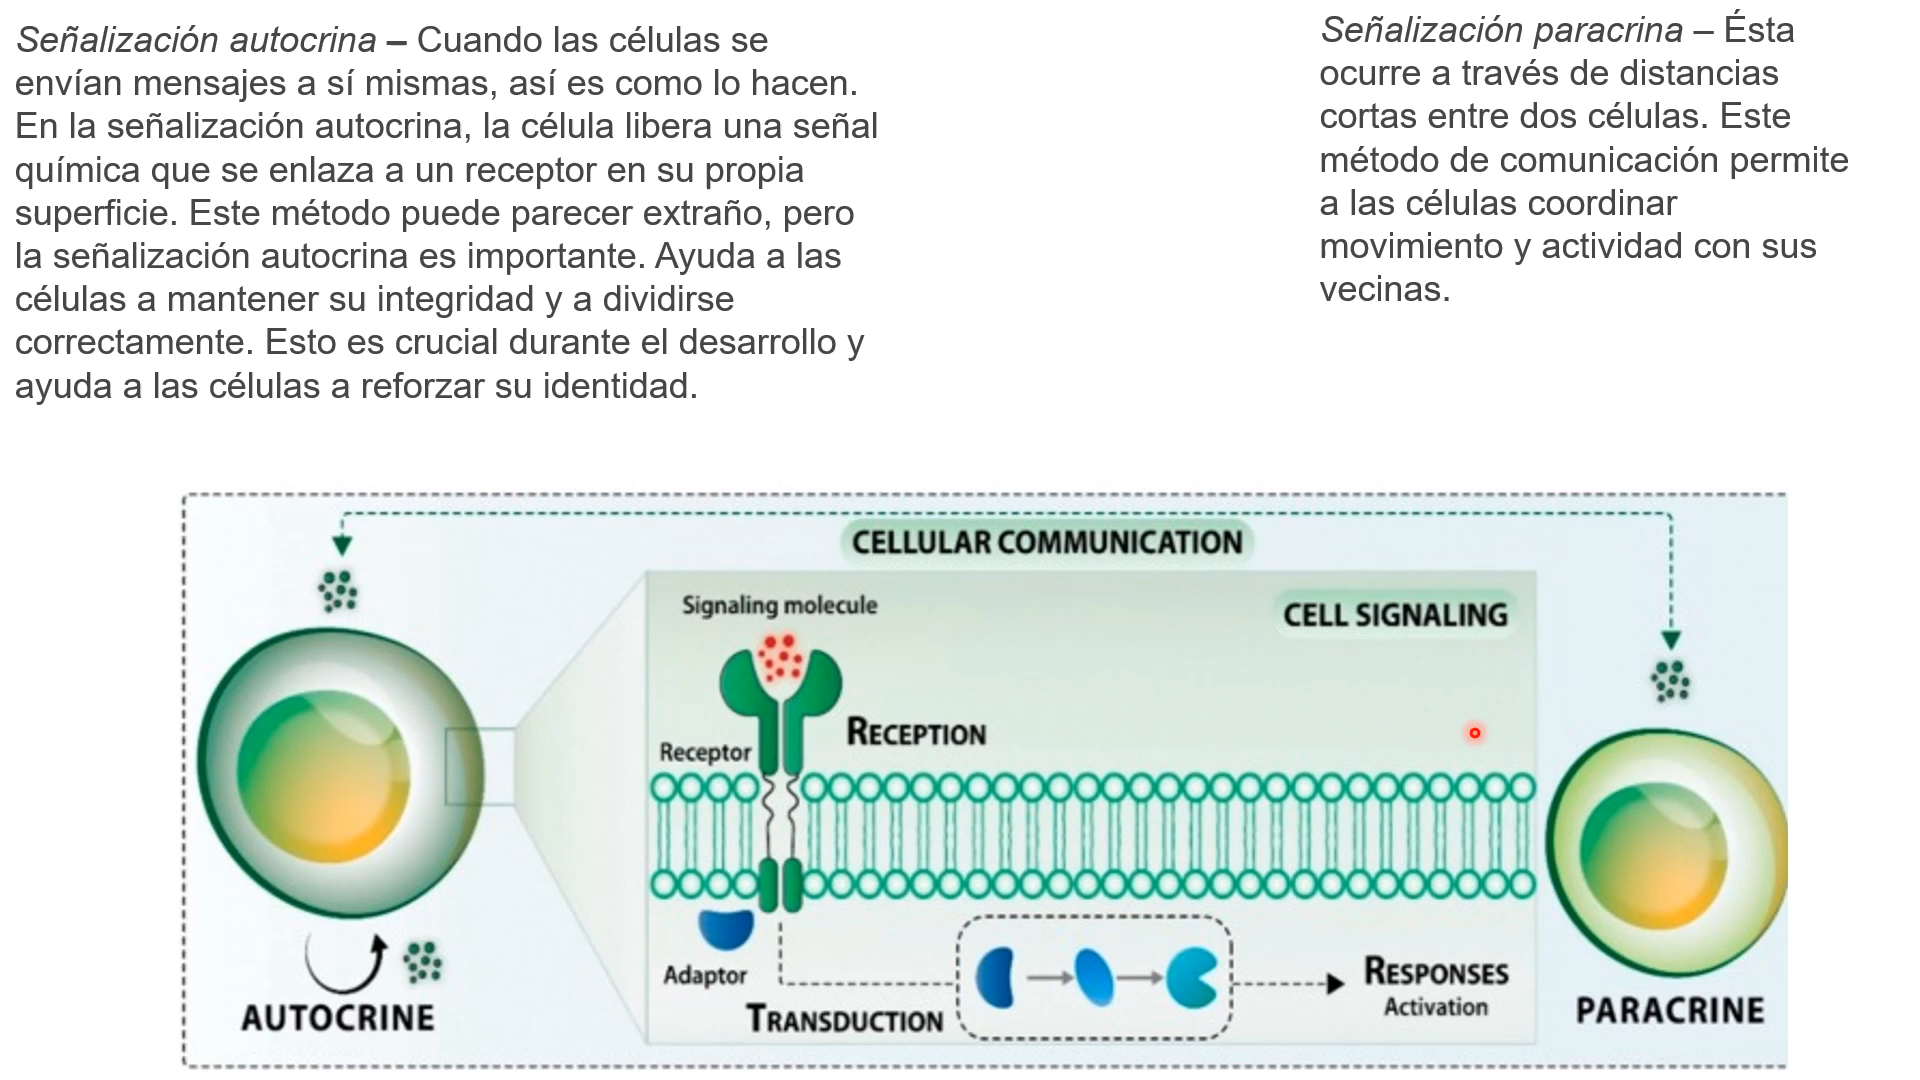 Señalización autocrina – Cuando las células se
envían mensajes a sí mismas, así es como lo hacen.
En la señalización autocrina, la célula libera una señal
química que se enlaza a un receptor en su propia
superficie. Este método puede parecer extraño, pero
la señalización autocrina es importante. Ayuda a las
células a mantener su integridad y a dividirse
correctamente. Esto es crucial durante el desarrollo y
ayuda a las células a reforzar su identidad.
Señalización paracrina – Ésta
ocurre a través de distancias
cortas entre dos células. Este
método de comunicación permite
a las células coordinar
movimiento y actividad con sus
vecinas.
CELLULAR COMMUNICATION
Signaling molecule
CELL SIGNALING
RECEPTION
Receptor
Adaptor
TRANSDUCTION
RESPONSES
Activation
AUTOCRINE
PARACRINE